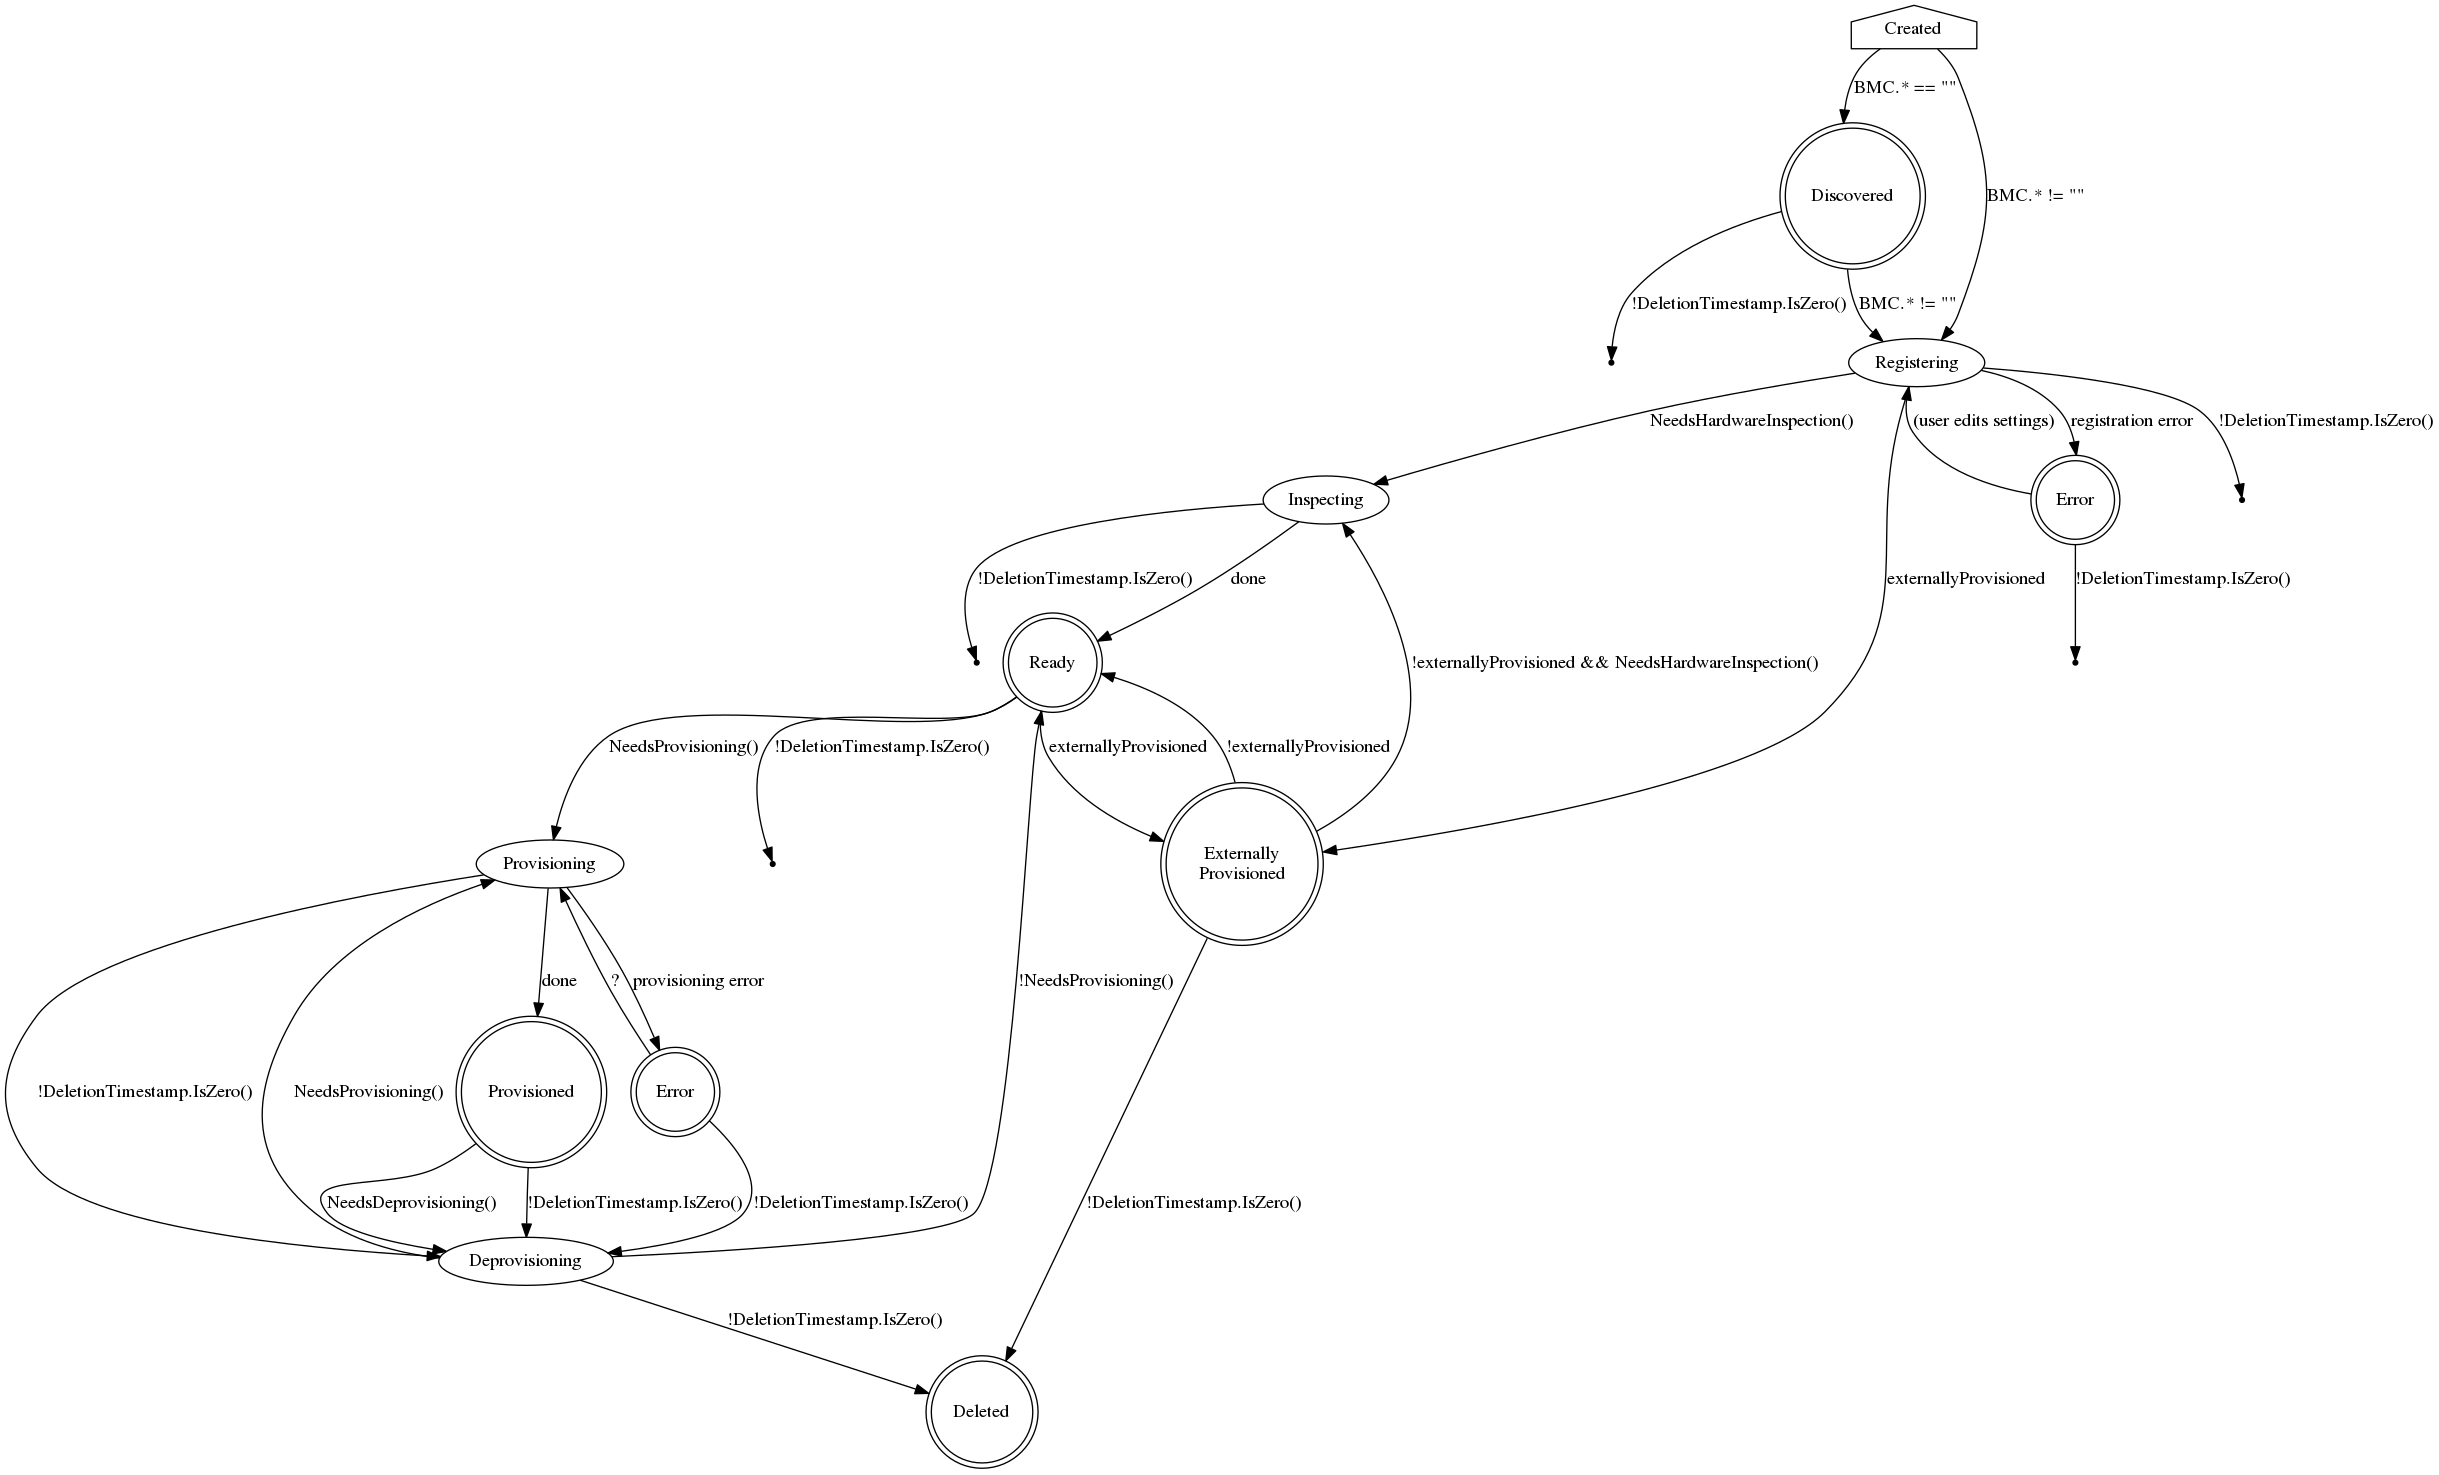 Created
BMC.* == ""
Discovered
BMC.* != ""
!DeletionTimestamp.IsZero()
BMC.* != ""
Registering
NeedsHardwareInspection()
(user edits settings)
registration error
!DeletionTimestamp.IsZero()
Inspecting
Error
!DeletionTimestamp.IsZero()
done
externallyProvisioned
!DeletionTimestamp.IsZero()
Ready
!externallyProvisioned && NeedsHardwareInspection()
NeedsProvisioning()
!DeletionTimestamp.IsZero()
externallyProvisioned
!externallyProvisioned
Provisioning
Externally
Provisioned
done
?
provisioning error
!NeedsProvisioning()
!DeletionTimestamp.IsZero()
NeedsProvisioning()
Provisioned
Error
NeedsDeprovisioning()
!DeletionTimestamp.IsZero()
!DeletionTimestamp.IsZero()
!DeletionTimestamp.IsZero()
Deprovisioning
!DeletionTimestamp.IsZero()
Deleted